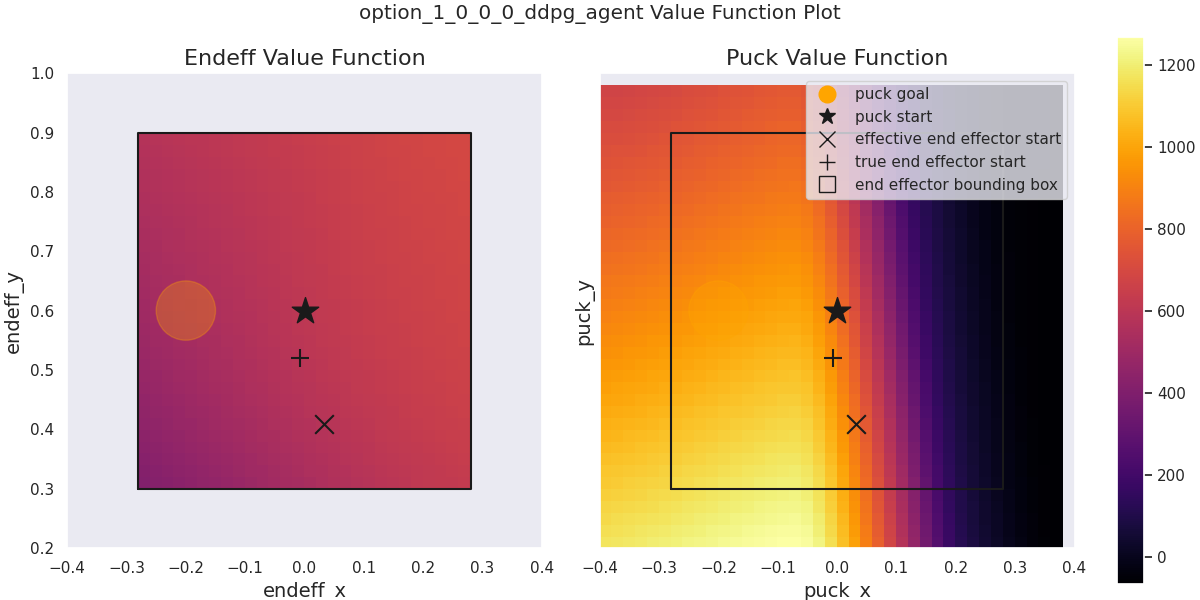 option_1_0_0_0_ddpg_agent Value Function Plot
Endeff Value Function
1.0
0.9
0.8
0.7
0.6
0.5
0.4
0.3
0.2
endeff_y
−0.4
−0.3
−0.2
−0.1
0.0
0.1
0.2
0.3
0.4
endeff_x
Puck Value Function
puck goal
puck start
effective end effector start
true end effector start
end effector bounding box
puck_y
−0.4
−0.3
−0.2
−0.1
0.0
0.1
0.2
0.3
0.4
puck_x
1200
1000
800
600
400
200
0